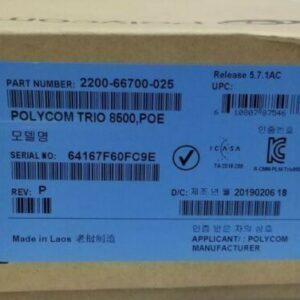 PART NUMBER: 2200-66700-025
Release 5.7.1AC
UPC:
POLYCOM TRIO 8500,POE
모델명
인증번호
SERIAL NO: 64167F60FC9E
ICASA
REV: P
D/C: 제조년월 20190206 18
Made in Laos 老挝制造
인증 받은 자의 상호
APPLICANT/: POLYCOM